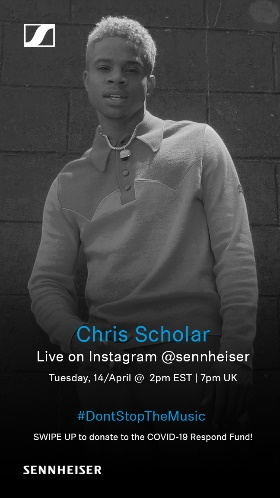 Chris Scholar
Live on Instagram @sennheiser
Tuesday, 14/April @ 2pm EST | 7pm UK
#DontStopTheMusic
SWIPE UP to donate to the COVID-19 Respond Fund!
SENNHEISER